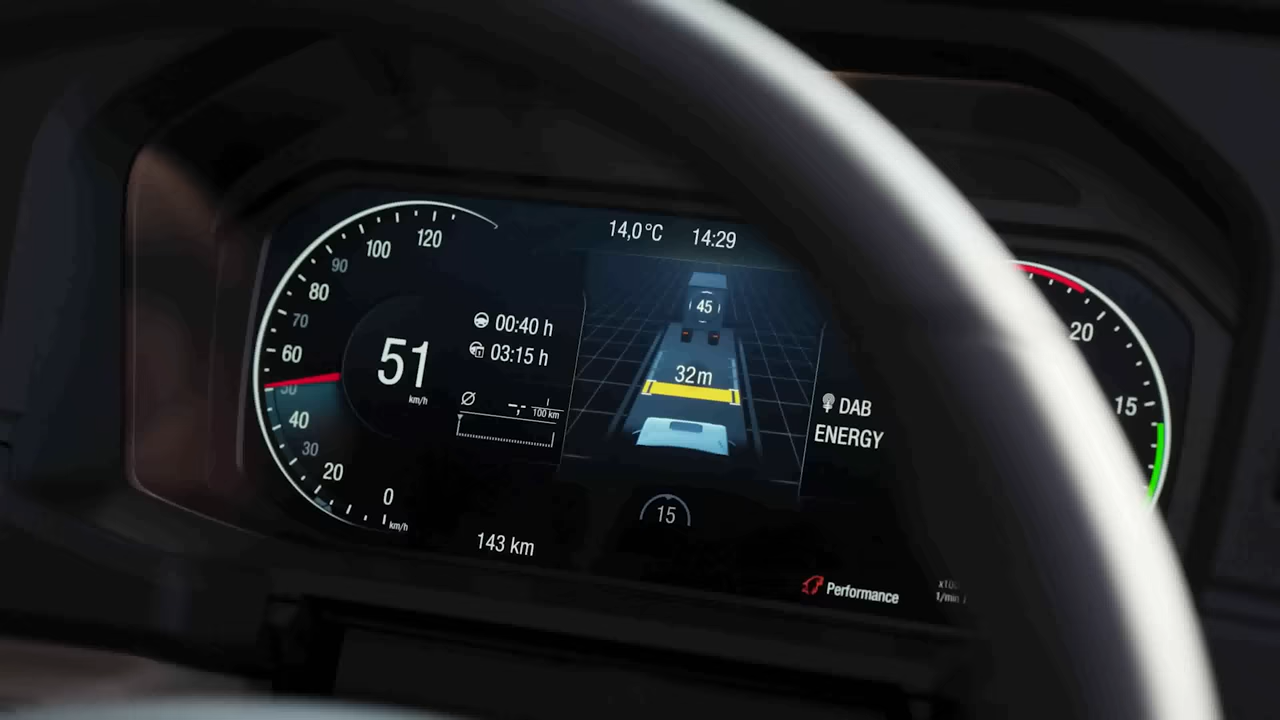 14,0°C 14:29
120
100
90
80
70
60
50
40
30
20
0
km/h
51
km/h
00:40 h
03:15 h
Ø -,- l
100 km
45
32m
DAB
ENERGY
15
143 km
Performance
20
15
1/min